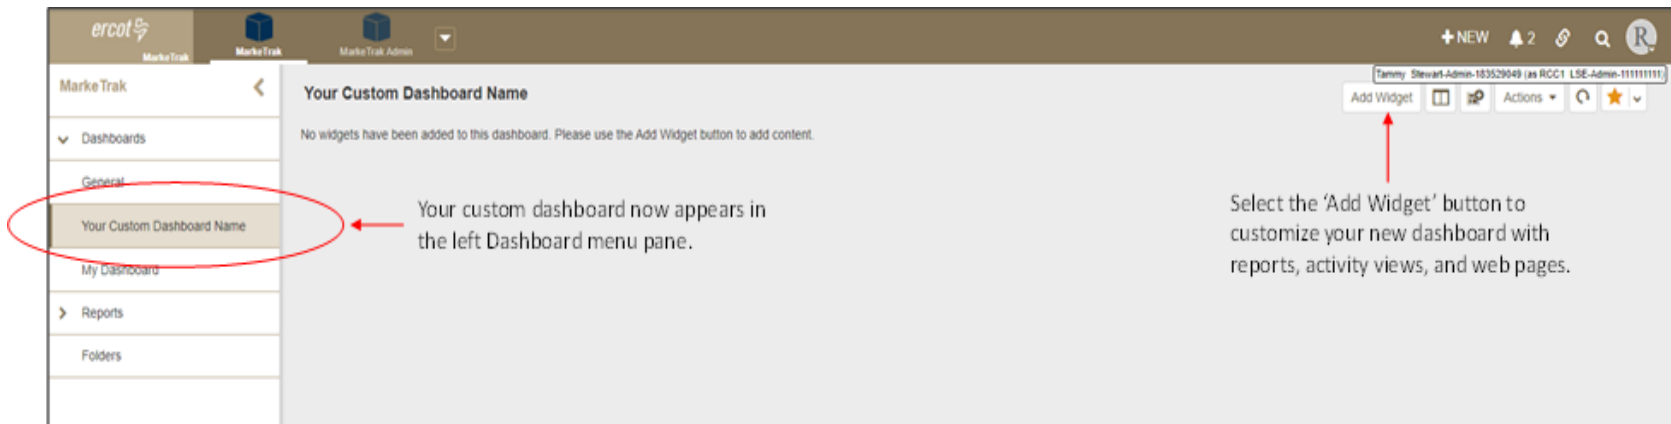 ercot
MarkeTrak
MarkeTrak
MarkeTrak Admin
+NEW
2
R
Tammy Stewart-Admin-183529049 (as RCC1 LSE-Admin-111111111)
MarkeTrak
Your Custom Dashboard Name
Add Widget
Actions
Dashboards
No widgets have been added to this dashboard. Please use the Add Widget button to add content.
General
Your Custom Dashboard Name
My Dashboard
Reports
Folders
Your custom dashboard now appears in
the left Dashboard menu pane.
Select the ‘Add Widget’ button to
customize your new dashboard with
reports, activity views, and web pages.